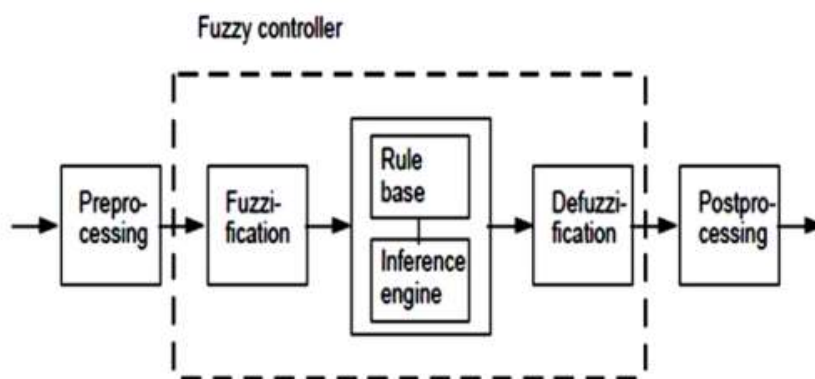 Fuzzy controller
Prepro-
cessing
Fuzzi-
fication
Rule
base
Inference
engine
Defuzzi-
fication
Postpro-
cessing